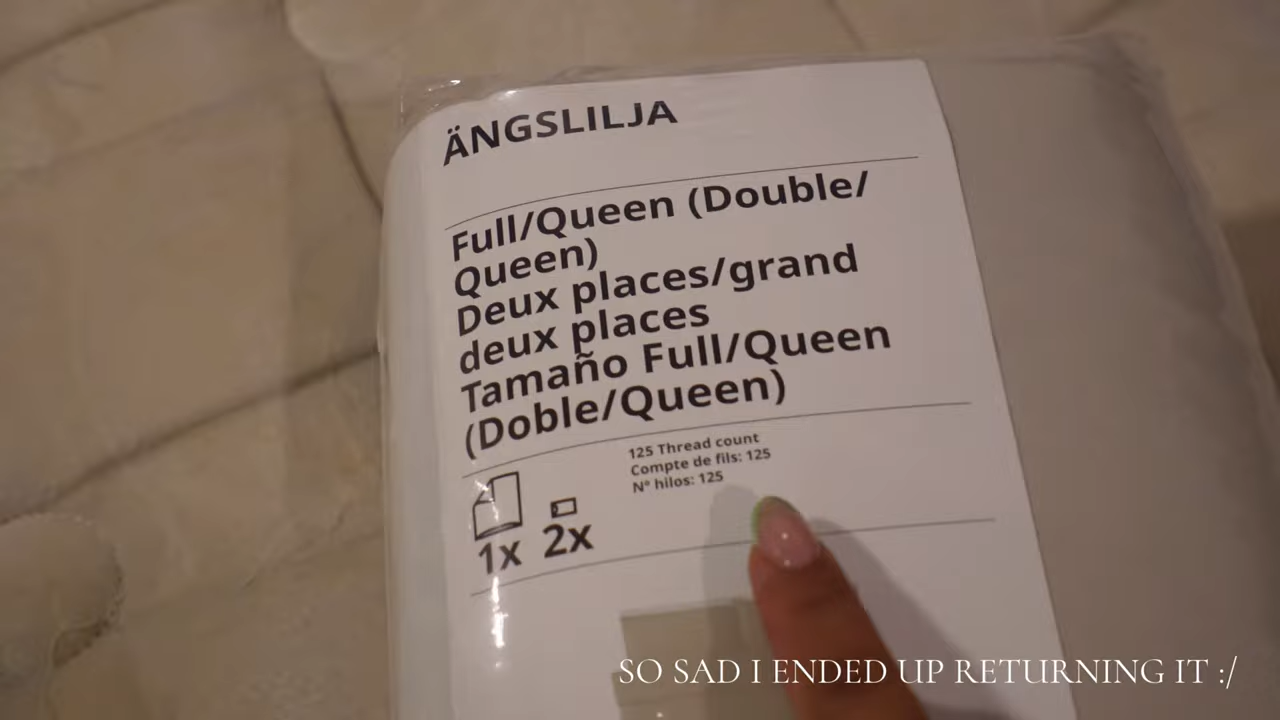 ÄNGSLILJA
Full/Queen (Double/
Queen)
Deux places/grand
deux places
Tamaño Full/Queen
(Doble/Queen)
125 Thread count
Compte de fils: 125
Nº hilos: 125
1x 2x
SO SAD I ENDED UP RETURNING IT :/